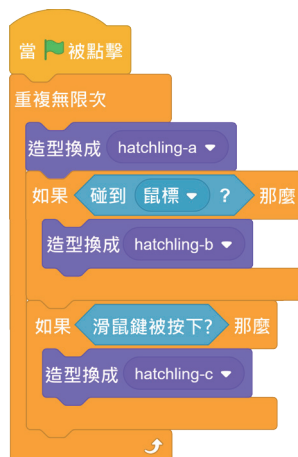 當 被點擊
重複無限次
造型換成 hatchling-a
如果 碰到 鼠標 ? 那麼
造型換成 hatchling-b
如果 滑鼠鍵被按下? 那麼
造型換成 hatchling-c